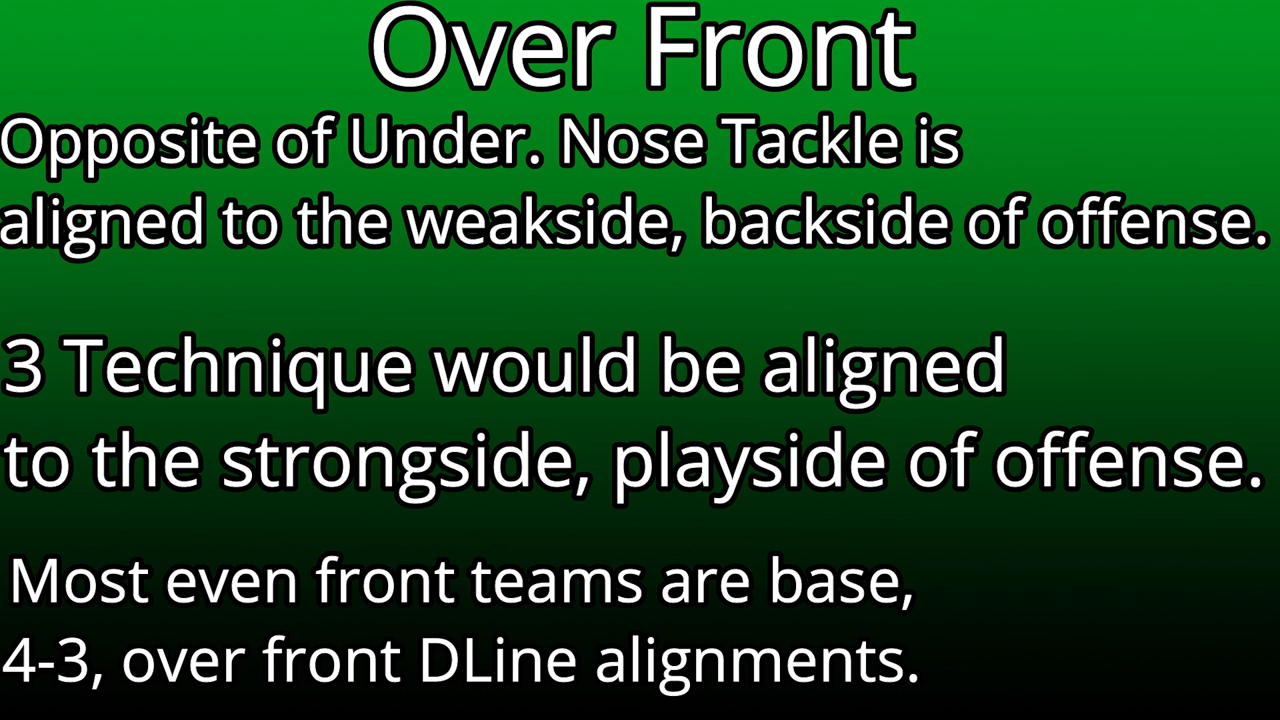 Over Front
Opposite of Under. Nose Tackle is
aligned to the weakside, backside of offense.
3 Technique would be aligned
to the strongside, playside of offense.
Most even front teams are base,
4-3, over front DLine alignments.